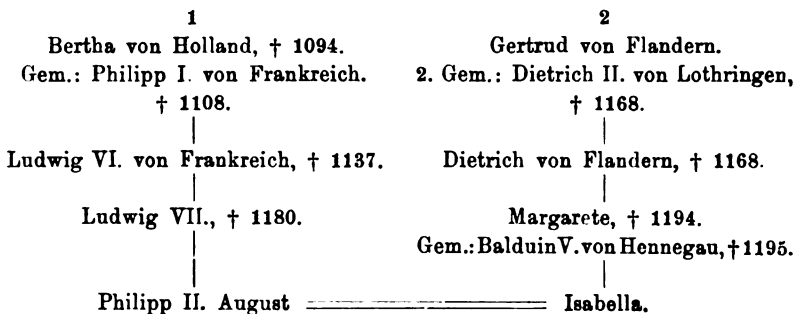 1
Bertha von Holland, † 1094.
Gem.: Philipp I. von Frankreich.
† 1108.
Ludwig VI. von Frankreich, † 1137.
Ludwig VII., † 1180.
Philipp II. August
2
Gertrud von Flandern.
2. Gem.: Dietrich II. von Lothringen,
† 1168.
Dietrich von Flandern, † 1168.
Margarete, † 1194.
Gem.: Balduin V. von Hennegau, † 1195.
Isabella.